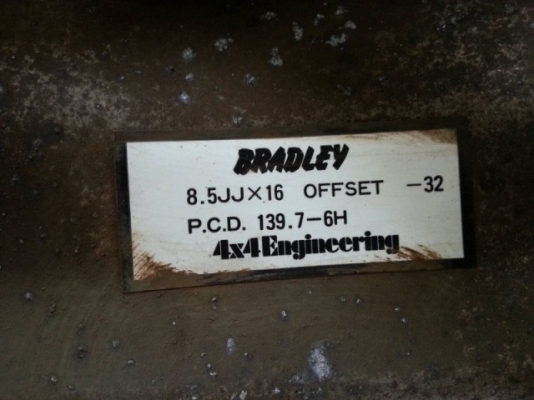 BRADLEY
8.5JJ×16 OFFSET -32
P.C.D. 139.7-6H
4x4 Engineering